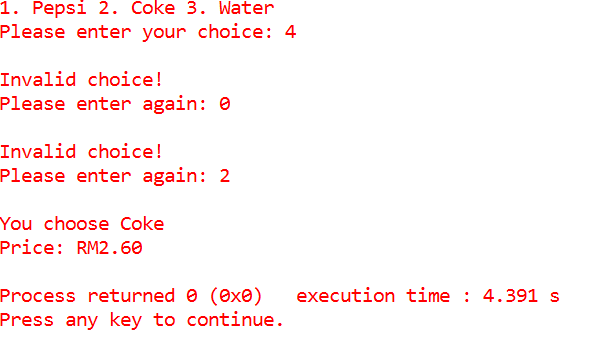 1. Pepsi 2. Coke 3. Water
Please enter your choice: 4
Invalid choice!
Please enter again: 0
Invalid choice!
Please enter again: 2
You choose Coke
Price: RM2.60
Process returned 0 (0x0)   execution time : 4.391 s
Press any key to continue.